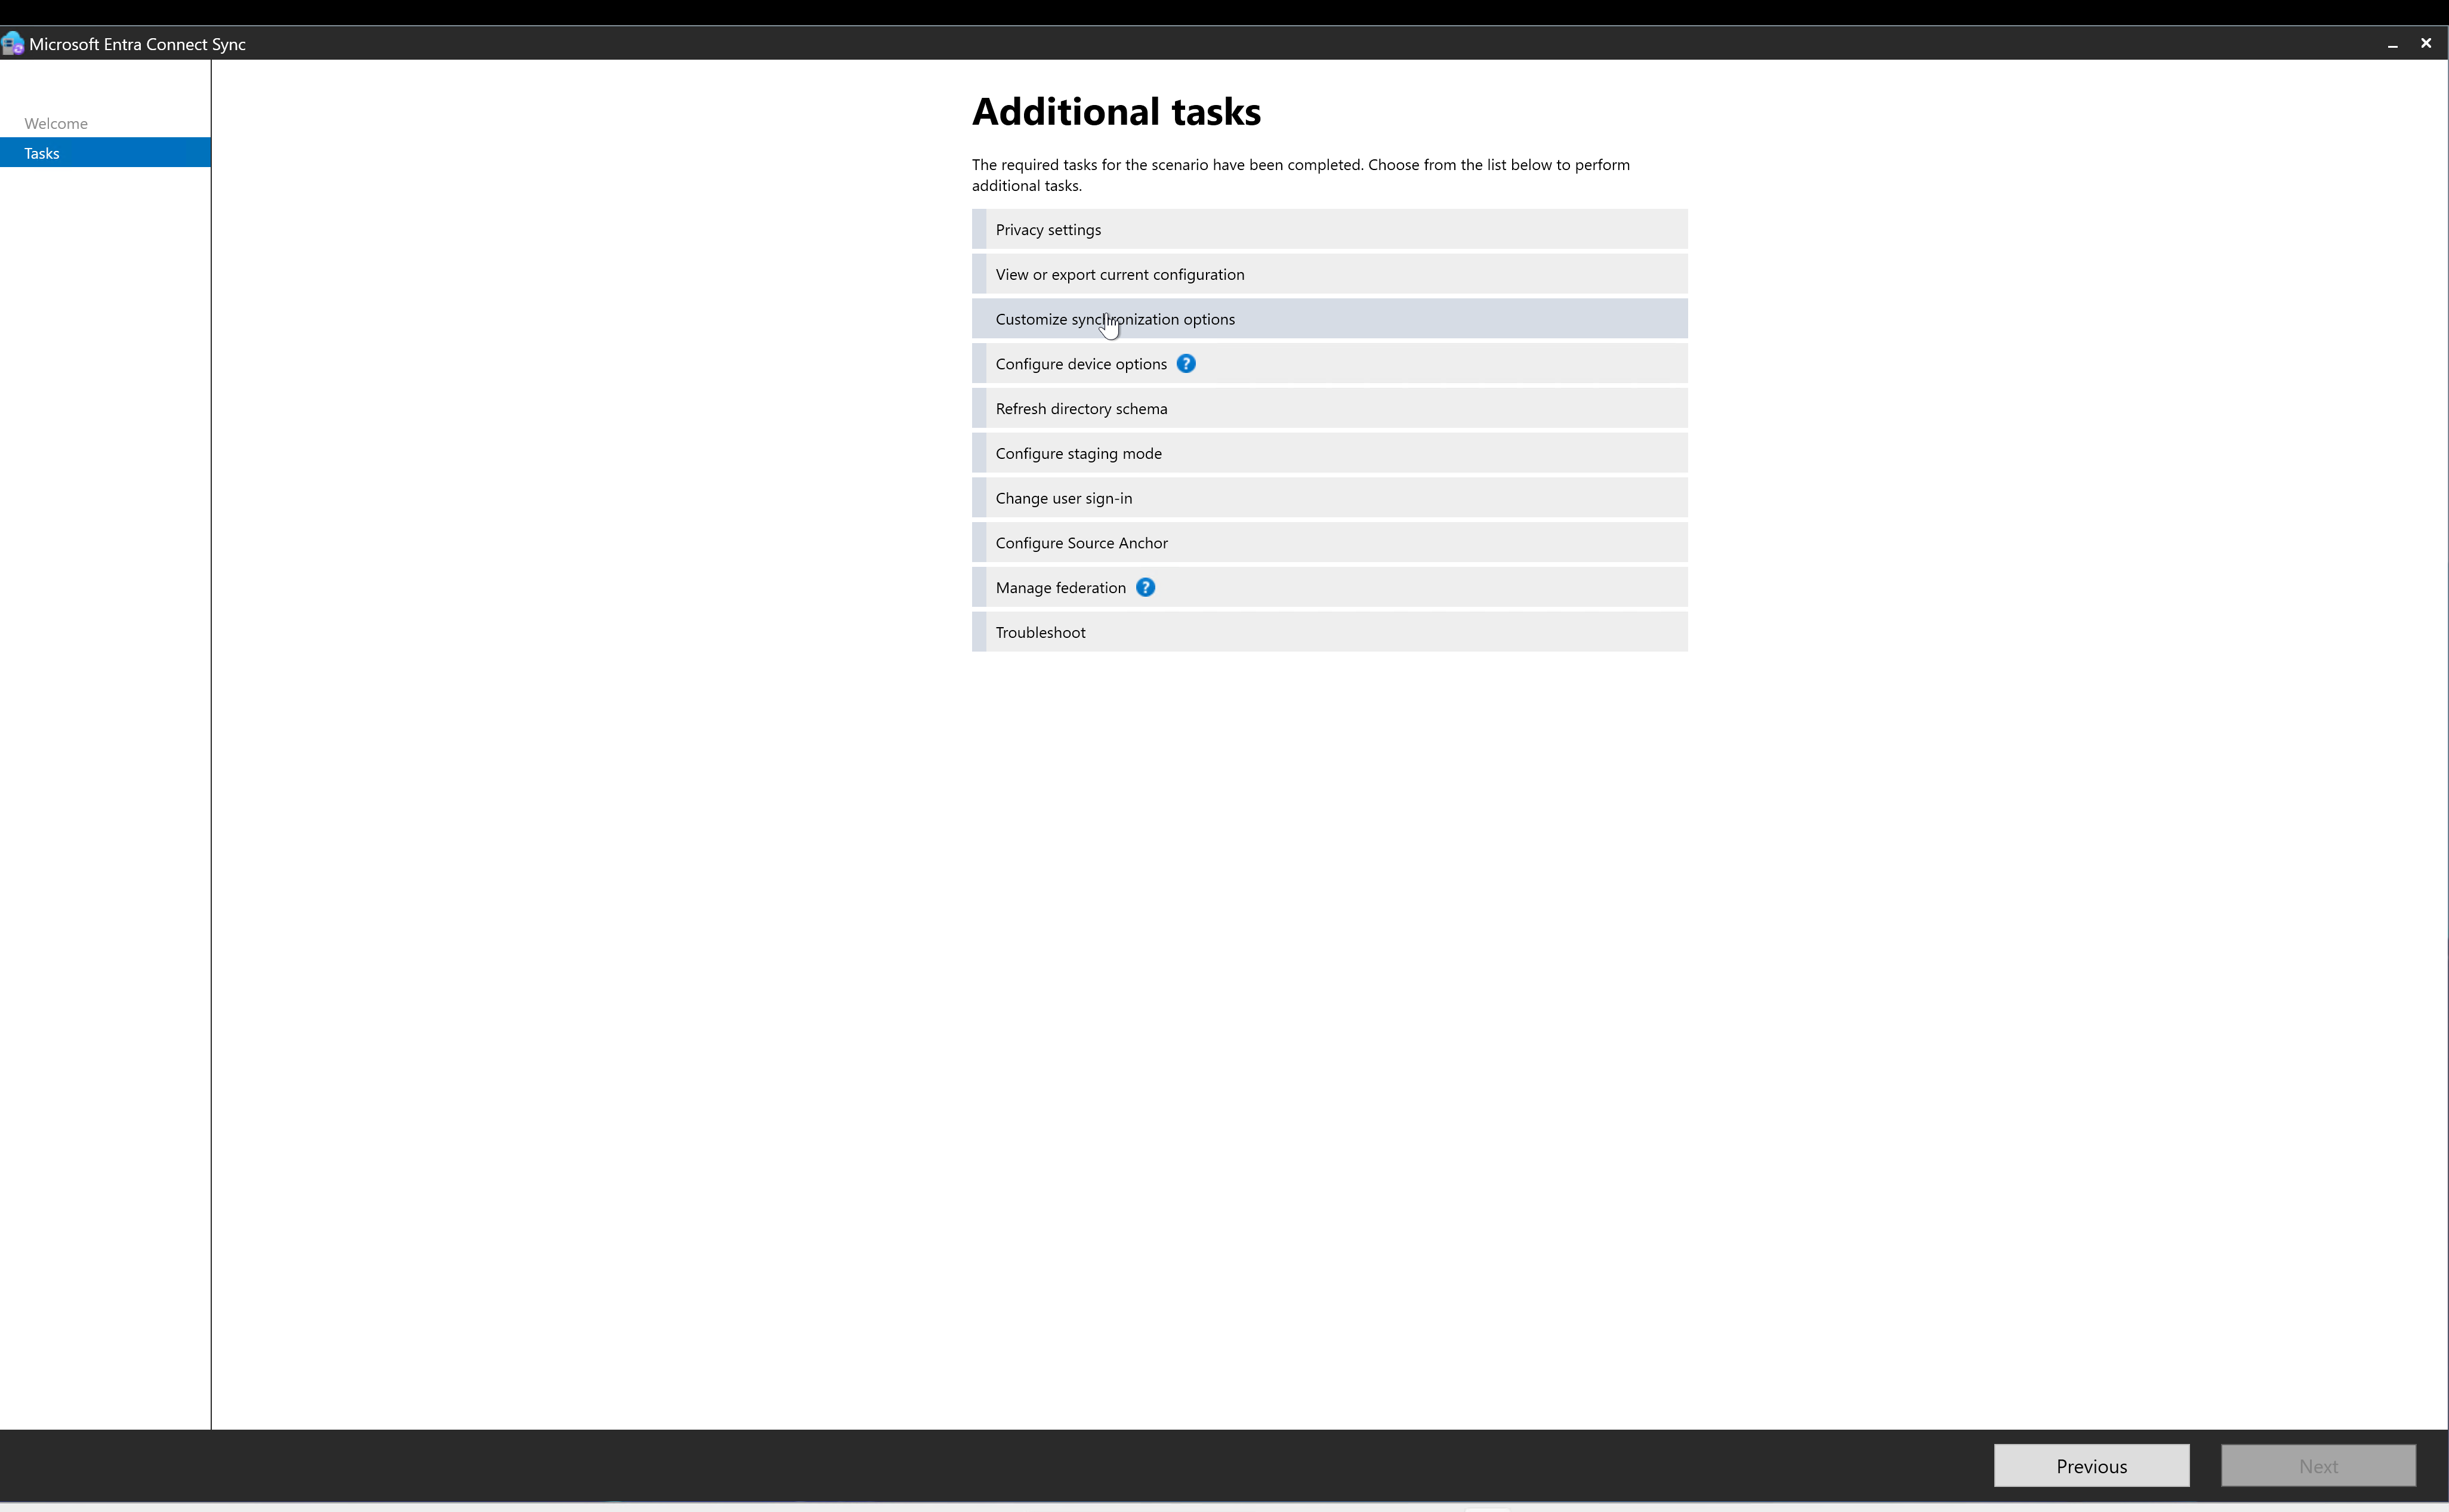 Microsoft Entra Connect Sync
Welcome
Tasks
Additional tasks
The required tasks for the scenario have been completed. Choose from the list below to perform
additional tasks.
Privacy settings
View or export current configuration
Customize synchronization options
Configure device options ?
Refresh directory schema
Configure staging mode
Change user sign-in
Configure Source Anchor
Manage federation ?
Troubleshoot
Previous
Next